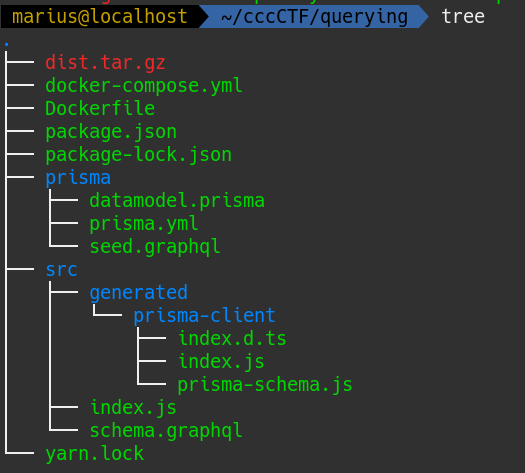 marius@localhost ~/cccCTF/querying tree
.
├── dist.tar.gz
├── docker-compose.yml
├── Dockerfile
├── package.json
├── package-lock.json
├── prisma
│   ├── datamodel.prisma
│   ├── prisma.yml
│   └── seed.graphql
├── src
│   ├── generated
│   │   └── prisma-client
│   │       ├── index.d.ts
│   │       ├── index.js
│   │       └── prisma-schema.js
│   ├── index.js
│   └── schema.graphql
└── yarn.lock